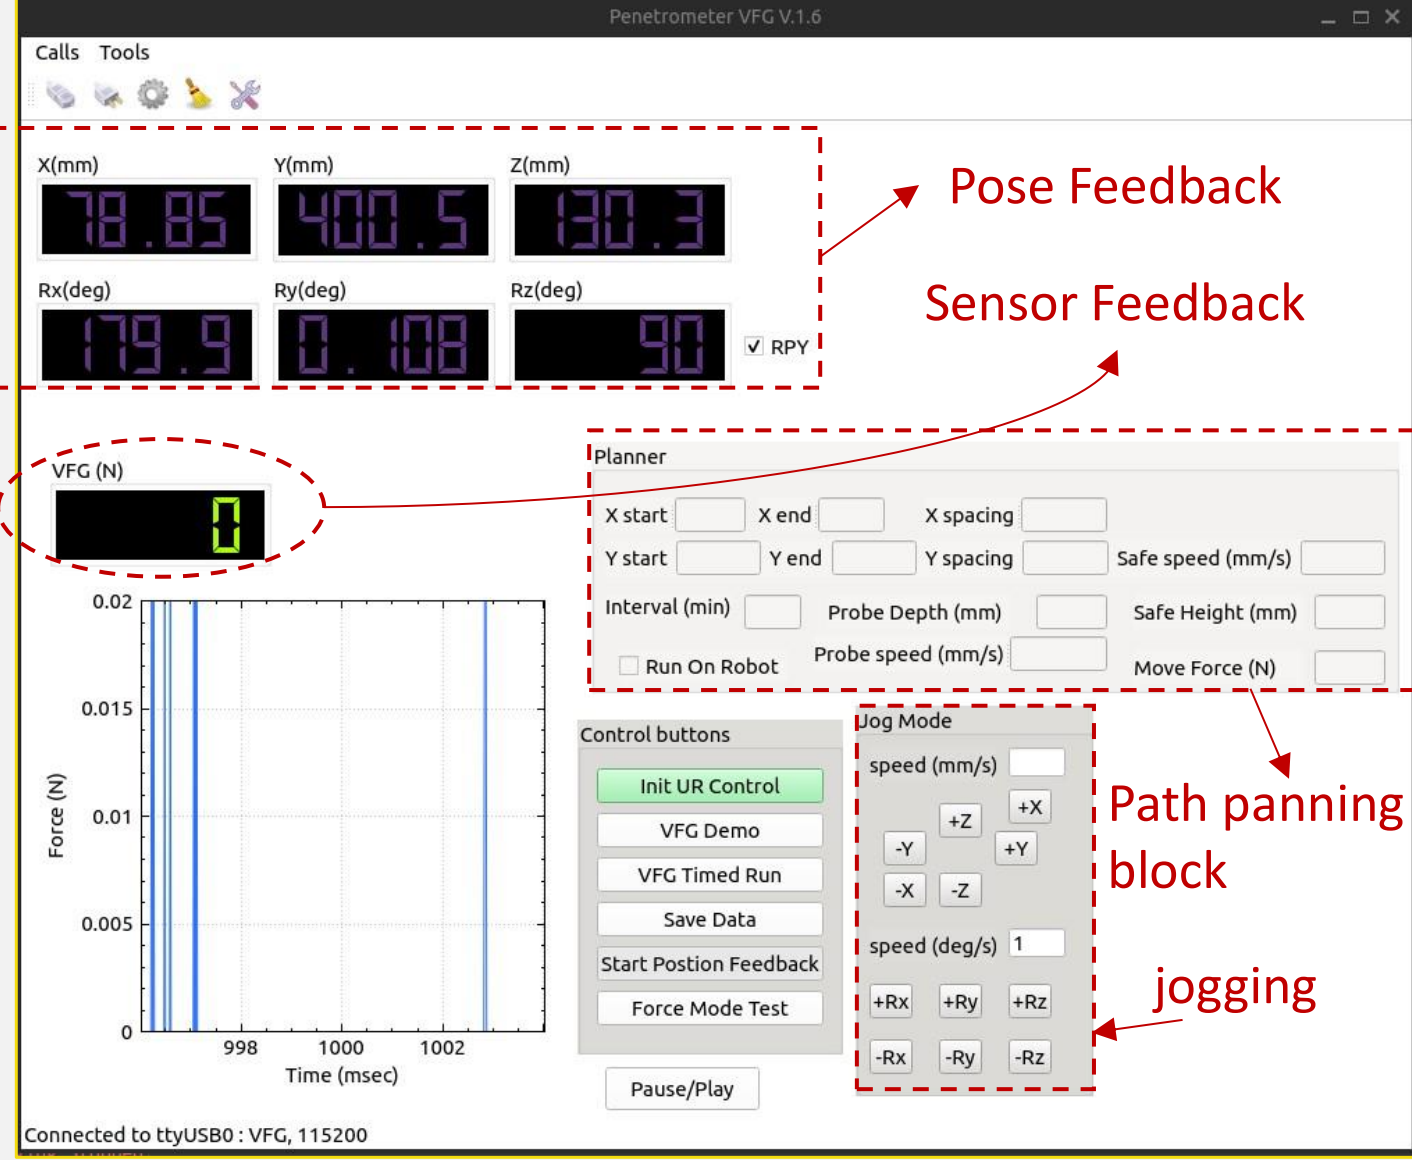 Penetrometer VFG V.1.6
Calls Tools
X(mm) Y(mm) Z(mm)
78.85 400.5 130.3
Pose Feedback
Rx(deg) Ry(deg) Rz(deg)
179.9 0.108 90
RPY
Sensor Feedback
VFG (N)
0
Planner
X start X end X spacing
Y start Y end Y spacing Safe speed (mm/s)
Interval (min) Probe Depth (mm) Safe Height (mm)
Run On Robot Probe speed (mm/s) Move Force (N)
0.02
0.015
0.01
0.005
0
Force (N)
998 1000 1002
Time (msec)
Control buttons
Init UR Control
VFG Demo
VFG Timed Run
Save Data
Start Postion Feedback
Force Mode Test
Pause/Play
Jog Mode
speed (mm/s)
+Z +X
-Y +Y
-X -Z
speed (deg/s) 1
+Rx +Ry +Rz
-Rx -Ry -Rz
Path panning
block
jogging
Connected to ttyUSB0 : VFG, 115200